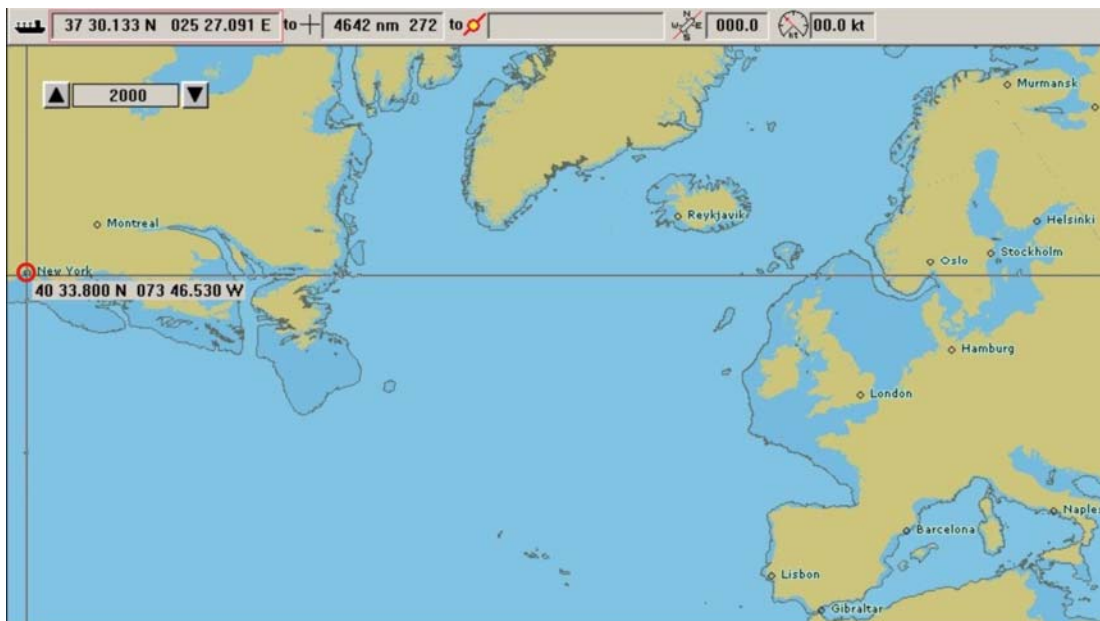 37 30.133 N 025 27.091 E to 4642 nm 272 to N W E S 000.0 kt 00.0 kt
2000
Murmansk
Montreal
Reykjavik
Helsinki
Stockholm
Oslo
New York
40 33.800 N 073 46.530 W
Hamburg
London
Naples
Barcelona
Lisbon
Gibraltar